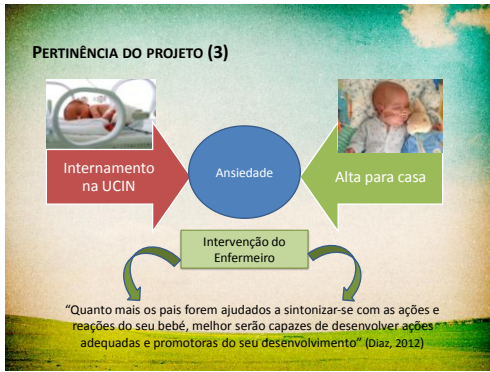 PERTINÊNCIA DO PROJETO (3)
Internamento
na UCIN
Ansiedade
Alta para casa
Intervenção do
Enfermeiro
“Quanto mais os pais forem ajudados a sintonizar-se com as ações e
reações do seu bebé, melhor serão capazes de desenvolver ações
adequadas e promotoras do seu desenvolvimento” (Diaz, 2012)